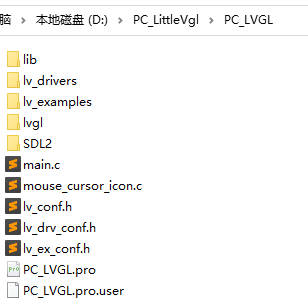 脑 > 本地磁盘 (D:) > PC_LittleVgl > PC_LVGL
lib
lv_drivers
lv_examples
lvgl
SDL2
main.c
mouse_cursor_icon.c
lv_conf.h
lv_drv_conf.h
lv_ex_conf.h
PC_LVGL.pro
PC_LVGL.pro.user